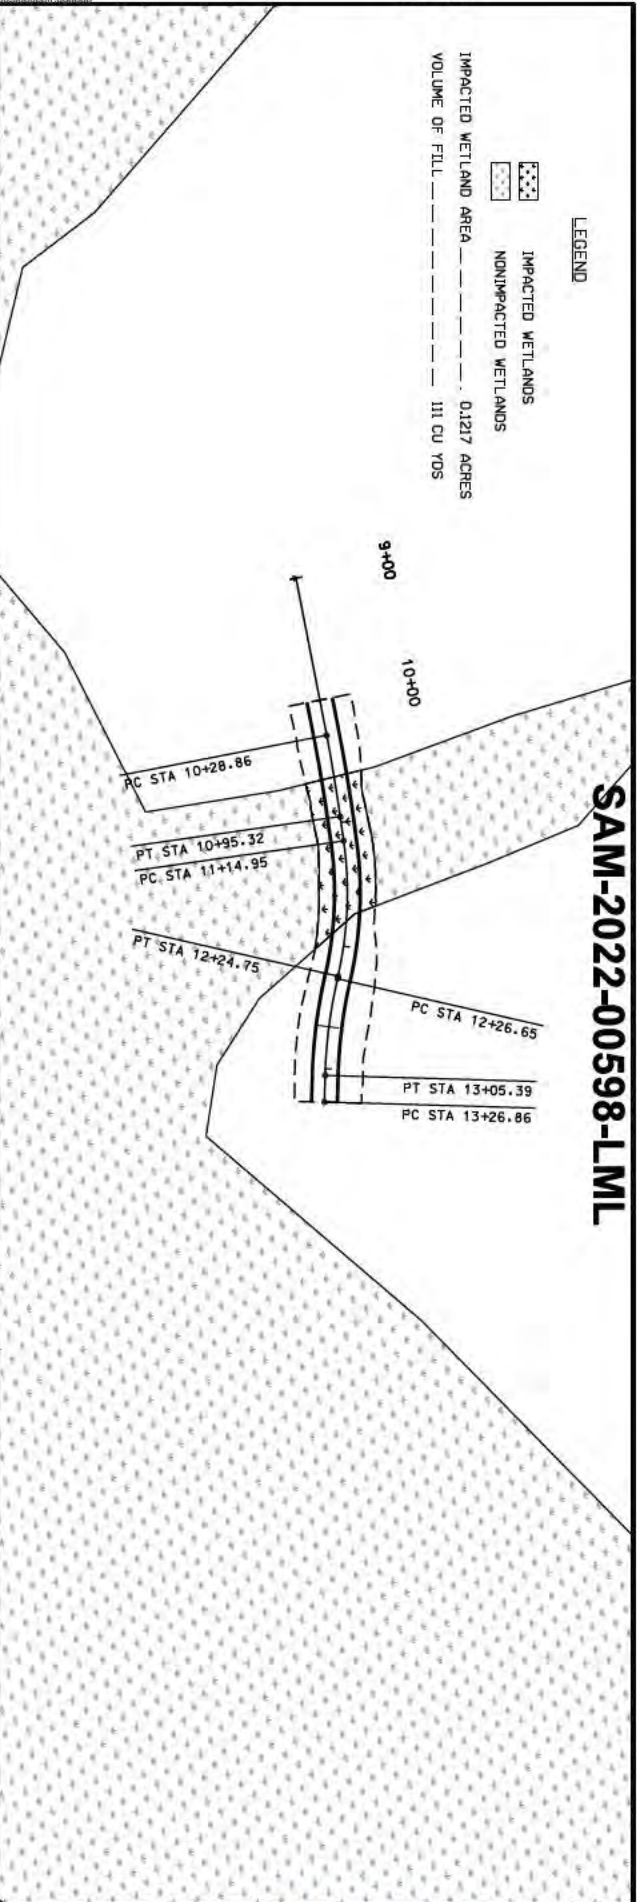 SAM-2022-00598-LML
LEGEND
IMPACTED WETLANDS
NONIMPACTED WETLANDS
IMPACTED WETLAND AREA 0.1217 ACRES
VOLUME OF FILL 111 CU YDS
9+00
10+00
PC STA 10+28.86
PT STA 10+95.32
PC STA 11+14.95
PT STA 12+24.75
PC STA 12+26.65
PT STA 13+05.39
PC STA 13+26.86